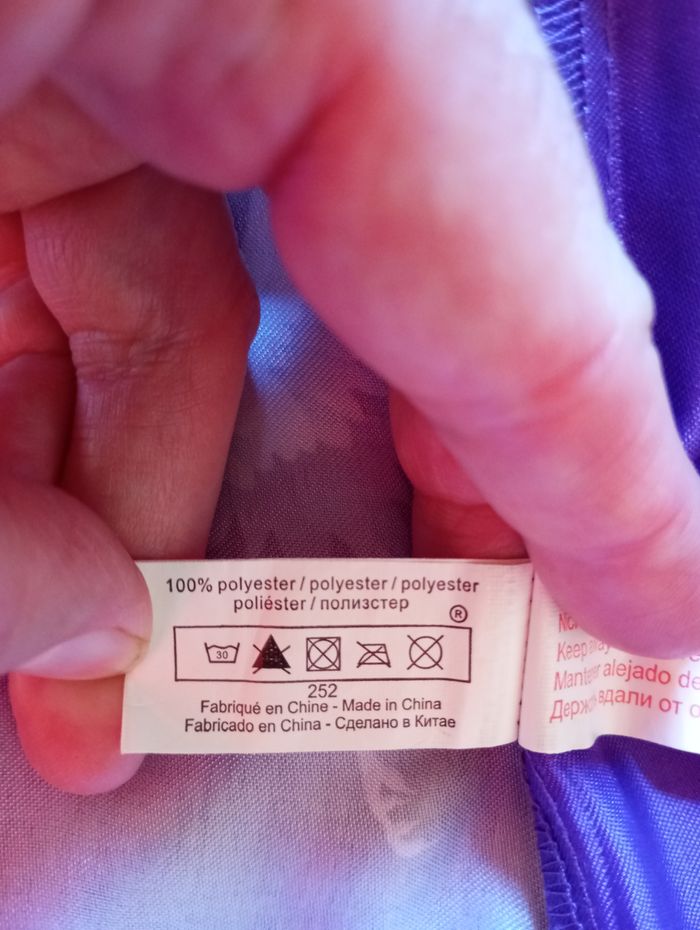 100% polyester / polyester / polyester
poliéster / полизстер
®
30
252
Fabriqué en Chine - Made in China
Fabricado en China - Сделано в Китае
Keep
alejado de
вдали от